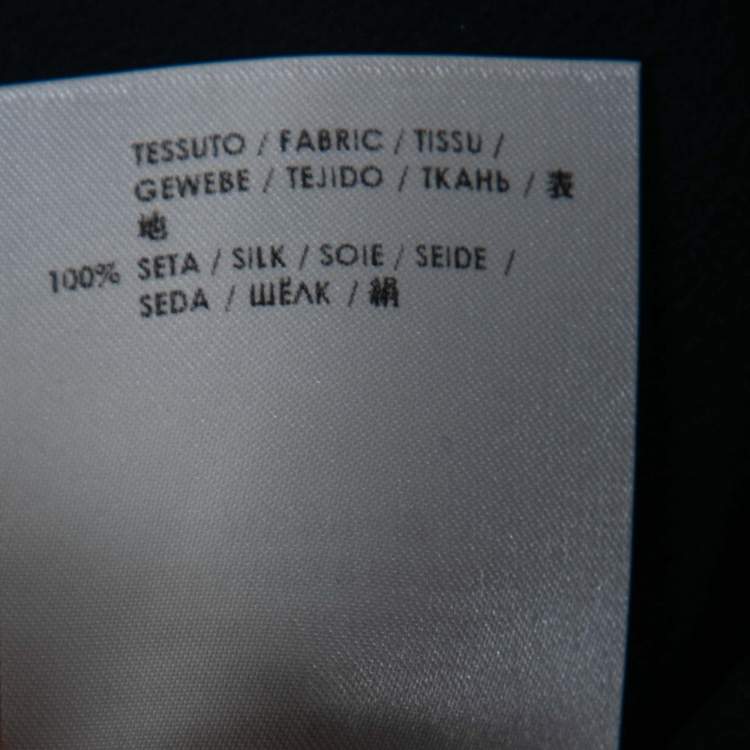 TESSUTO / FABRIC / TISSU /
GEWEBE / TEJIDO / ТКАНЬ / 表
地
100% SETA / SILK / SOIE / SEIDE /
SEDA / ШЁЛК / 絹